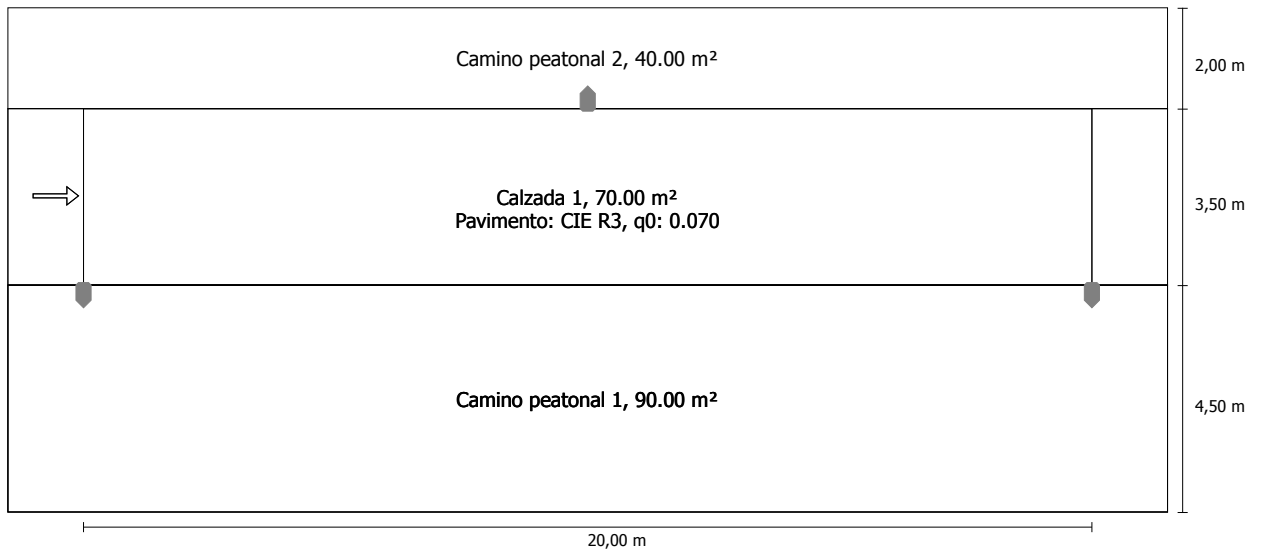 Camino peatonal 2, 40.00 m²
2,00 m
Calzada 1, 70.00 m²
Pavimento: CIE R3, q0: 0.070
3,50 m
Camino peatonal 1, 90.00 m²
4,50 m
20,00 m